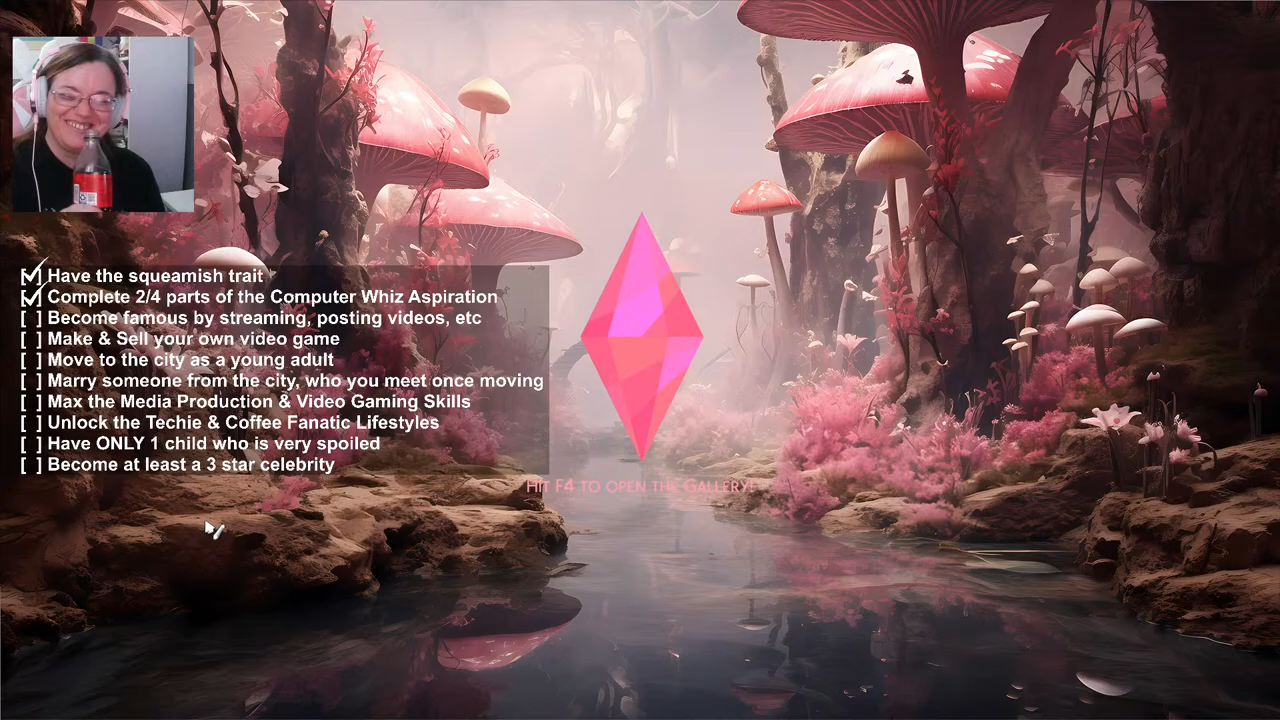 [✓] Have the squeamish trait
[✓] Complete 2/4 parts of the Computer Whiz Aspiration
[ ] Become famous by streaming, posting videos, etc
[ ] Make & Sell your own video game
[ ] Move to the city as a young adult
[ ] Marry someone from the city, who you meet once moving
[ ] Max the Media Production & Video Gaming Skills
[ ] Unlock the Techie & Coffee Fanatic Lifestyles
[ ] Have ONLY 1 child who is very spoiled
[ ] Become at least a 3 star celebrity
Hit F4 to open the Gallery!